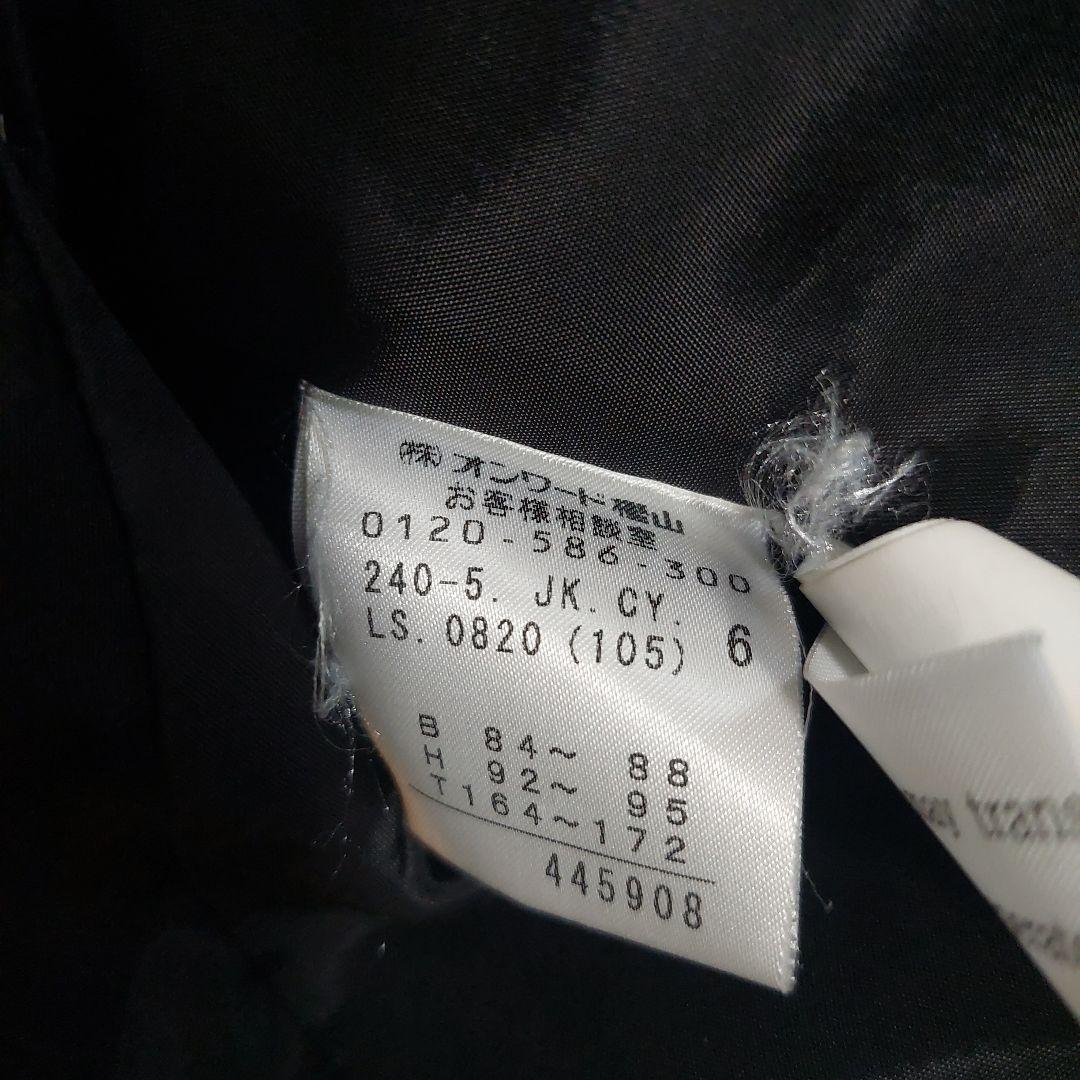 ㈱オンワード樫山
お客様相談室
0120-586-300
240-5. JK. CY.
LS. 0820 (105) 6
B 84~ 88
H 92~ 95
T164~172
445908